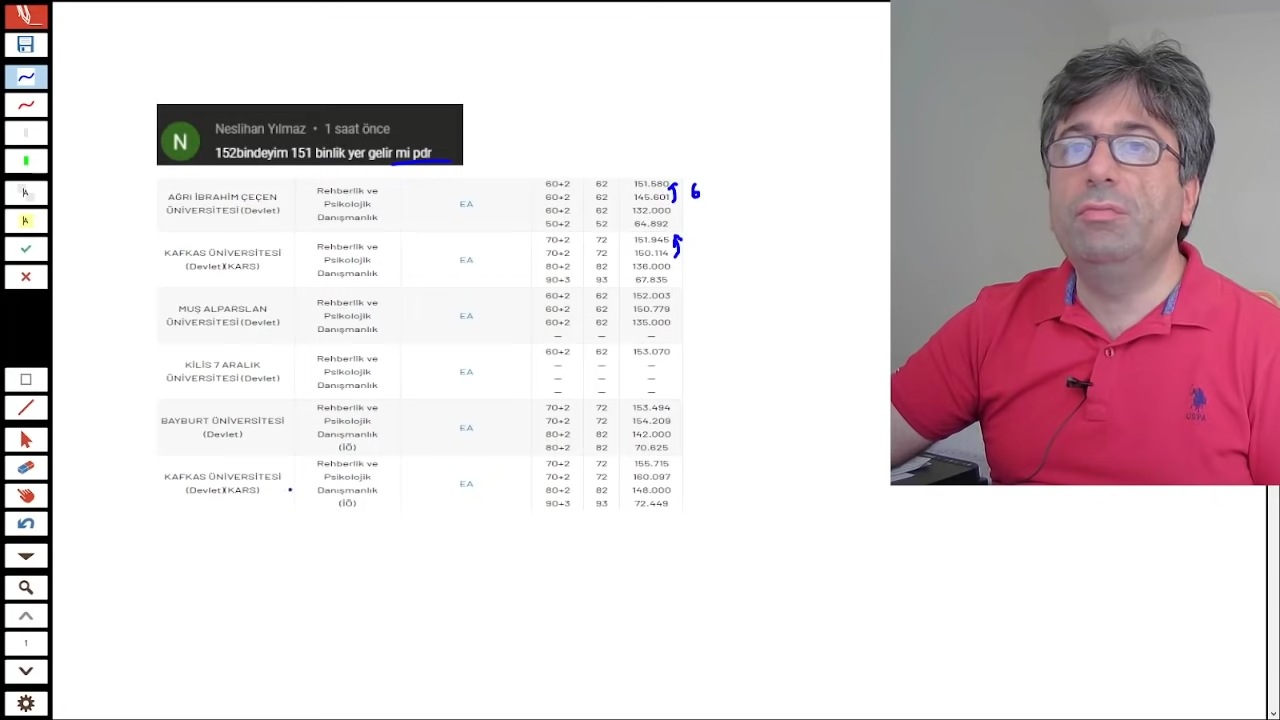 N
Neslihan Yılmaz • 1 saat önce
152bindeyim 151 binlik yer gelir mi pdr
AĞRI İBRAHİM ÇEÇEN
ÜNİVERSİTESİ (Devlet)
Rehberlik ve
Psikolojik
Danışmanlık
EA
60+2 62 151.580
60+2 62 145.601
60+2 62 132.000
50+2 52 64.892
6
KAFKAS ÜNİVERSİTESİ
(Devlet)(KARS)
Rehberlik ve
Psikolojik
Danışmanlık
EA
70+2 72 151.945
70+2 72 150.114
80+2 82 136.000
90+3 93 67.835
MUŞ ALPARSLAN
ÜNİVERSİTESİ (Devlet)
Rehberlik ve
Psikolojik
Danışmanlık
EA
60+2 62 152.003
60+2 62 150.779
60+2 62 135.000
— — —
KİLİS 7 ARALIK
ÜNİVERSİTESİ (Devlet)
Rehberlik ve
Psikolojik
Danışmanlık
EA
60+2 62 153.070
— — —
— — —
— — —
BAYBURT ÜNİVERSİTESİ
(Devlet)
Rehberlik ve
Psikolojik
Danışmanlık
(İÖ)
EA
70+2 72 153.494
70+2 72 154.209
80+2 82 142.000
80+2 82 70.625
KAFKAS ÜNİVERSİTESİ
(Devlet)(KARS)
Rehberlik ve
Psikolojik
Danışmanlık
(İÖ)
EA
70+2 72 155.715
70+2 72 160.097
80+2 82 148.000
90+3 93 72.449
A
A
1
USPA